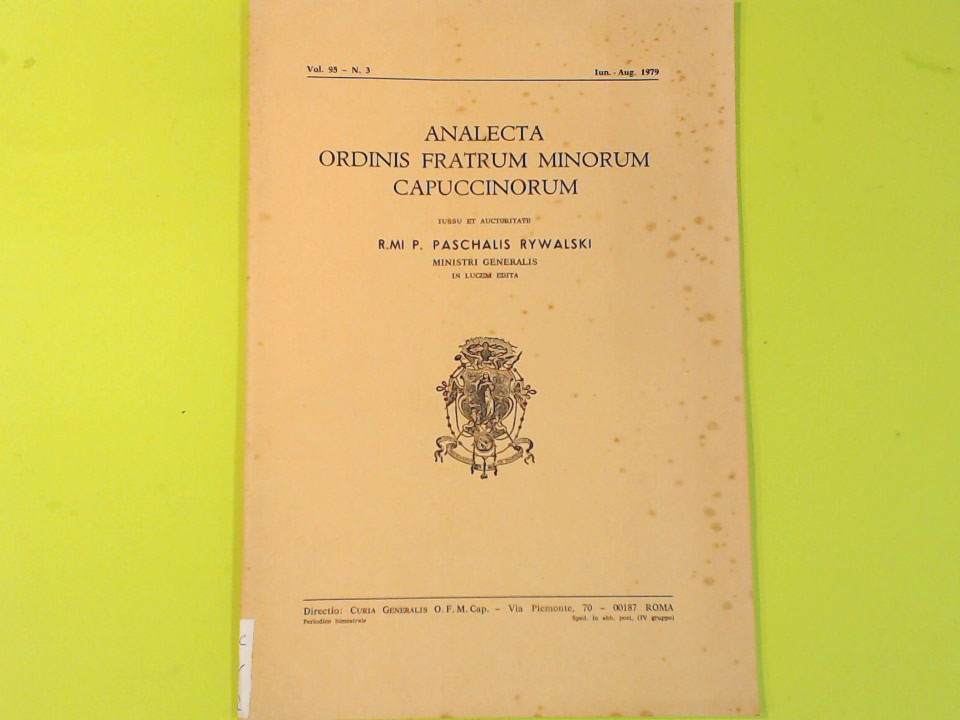 Vol. 95 – N. 3
Iun. - Aug. 1979
ANALECTA
ORDINIS FRATRUM MINORUM
CAPUCCINORUM
IUSSU ET AUCTORITATE
R.MI P. PASCHALIS RYWALSKI
MINISTRI GENERALIS
IN LUCEM EDITA
Directio: CURIA GENERALIS O. F. M. Cap. – Via Piemonte, 70 – 00187 ROMA
Periodico bimestrale
Sped. in abb. post. (IV gruppo)